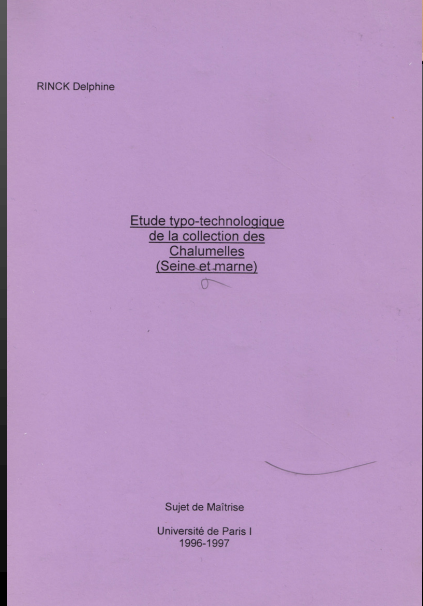 RINCK Delphine
Etude typo-technologique
de la collection des
Chalumelles
(Seine et marne)
Sujet de Maîtrise
Université de Paris I
1996-1997